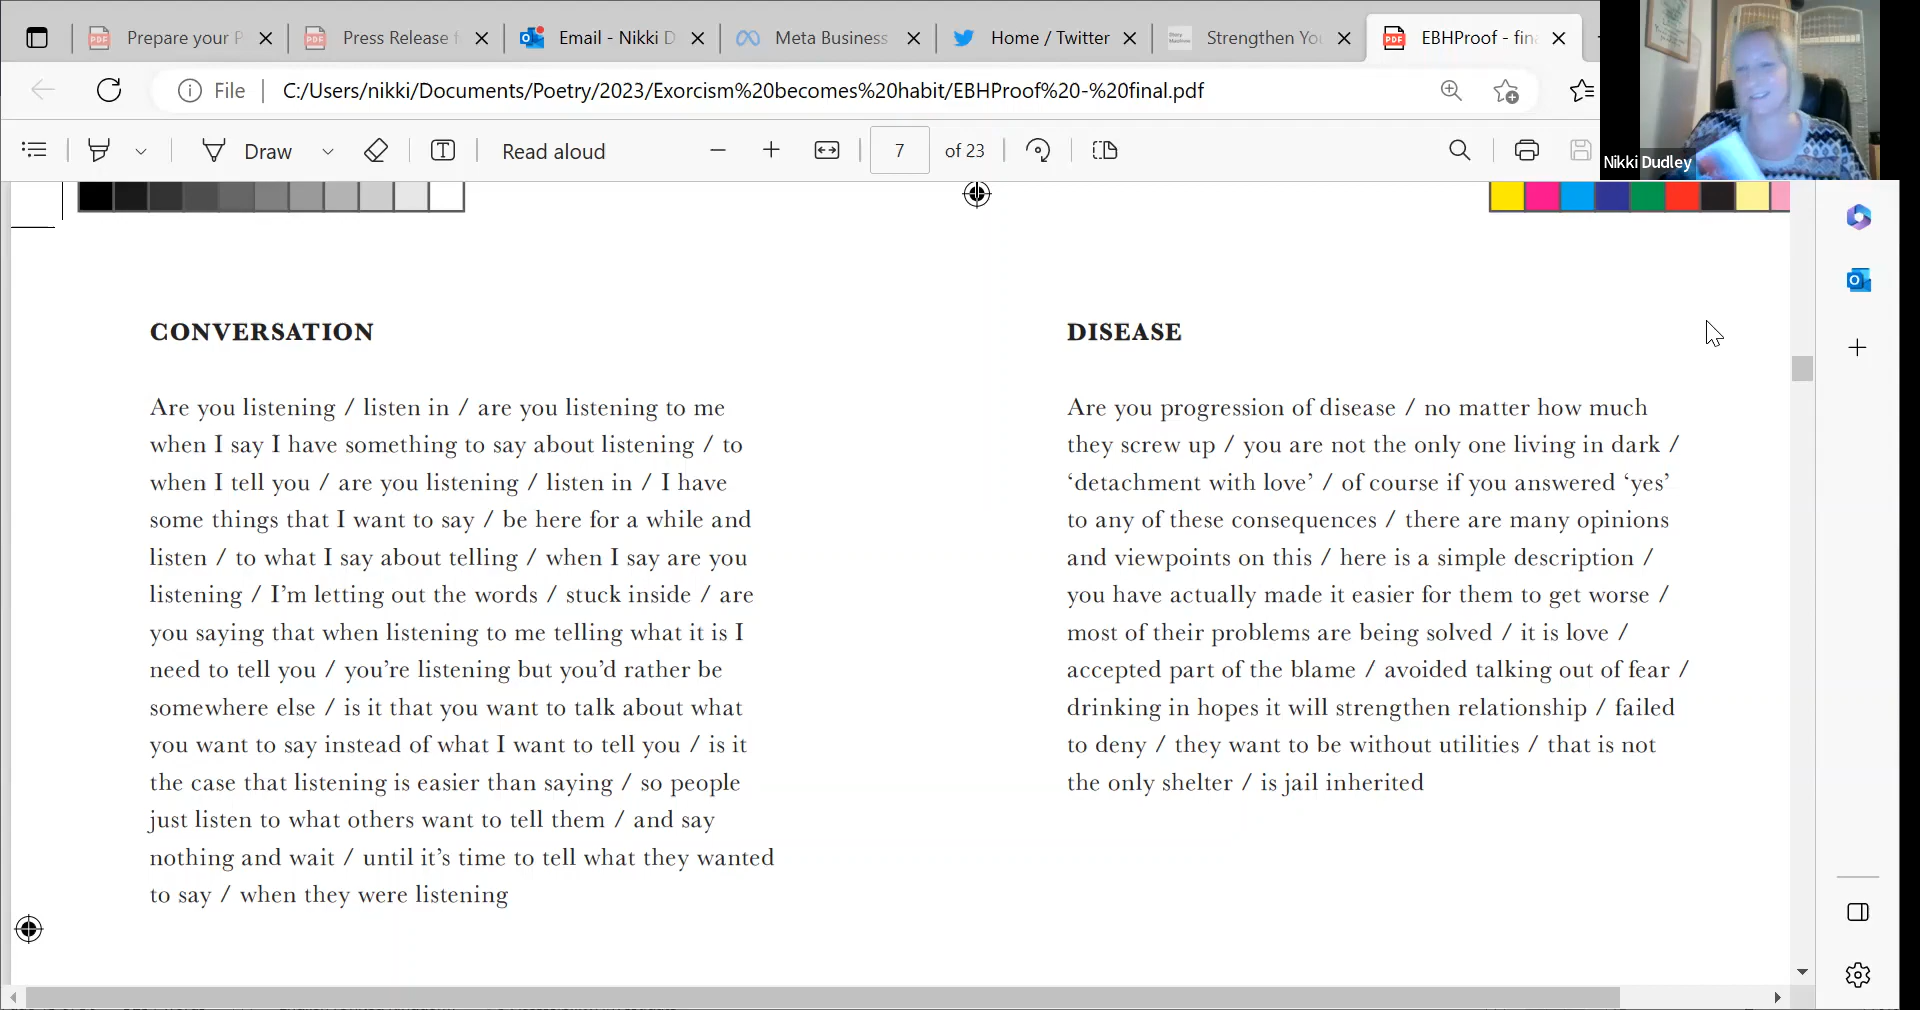 Prepare your P
Press Release f
Email - Nikki D
Meta Business
Home / Twitter
Strengthen You
EBHProof - fina
File
C:/Users/nikki/Documents/Poetry/2023/Exorcism%20becomes%20habit/EBHProof%20-%20final.pdf
Draw
Read aloud
7
of 23
Nikki Dudley
CONVERSATION
Are you listening / listen in / are you listening to me
when I say I have something to say about listening / to
when I tell you / are you listening / listen in / I have
some things that I want to say / be here for a while and
listen / to what I say about telling / when I say are you
listening / I’m letting out the words / stuck inside / are
you saying that when listening to me telling what it is I
need to tell you / you’re listening but you’d rather be
somewhere else / is it that you want to talk about what
you want to say instead of what I want to tell you / is it
the case that listening is easier than saying / so people
just listen to what others want to tell them / and say
nothing and wait / until it’s time to tell what they wanted
to say / when they were listening
DISEASE
Are you progression of disease / no matter how much
they screw up / you are not the only one living in dark /
‘detachment with love’ / of course if you answered ‘yes’
to any of these consequences / there are many opinions
and viewpoints on this / here is a simple description /
you have actually made it easier for them to get worse /
most of their problems are being solved / it is love /
accepted part of the blame / avoided talking out of fear /
drinking in hopes it will strengthen relationship / failed
to deny / they want to be without utilities / that is not
the only shelter / is jail inherited